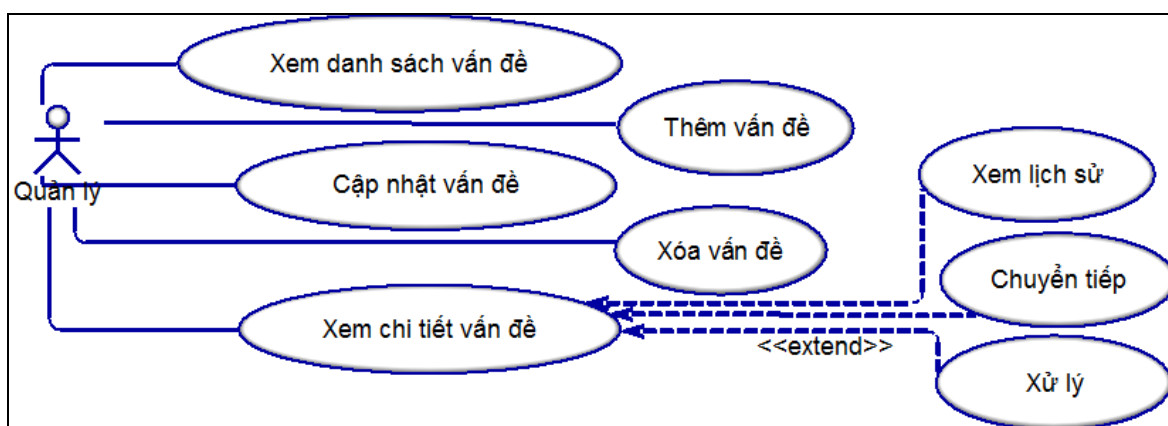 Xem danh sách vấn đề
Thêm vấn đề
Quản lý
Cập nhật vấn đề
Xem lịch sử
Xóa vấn đề
Chuyển tiếp
Xem chi tiết vấn đề
<<extend>>
Xử lý